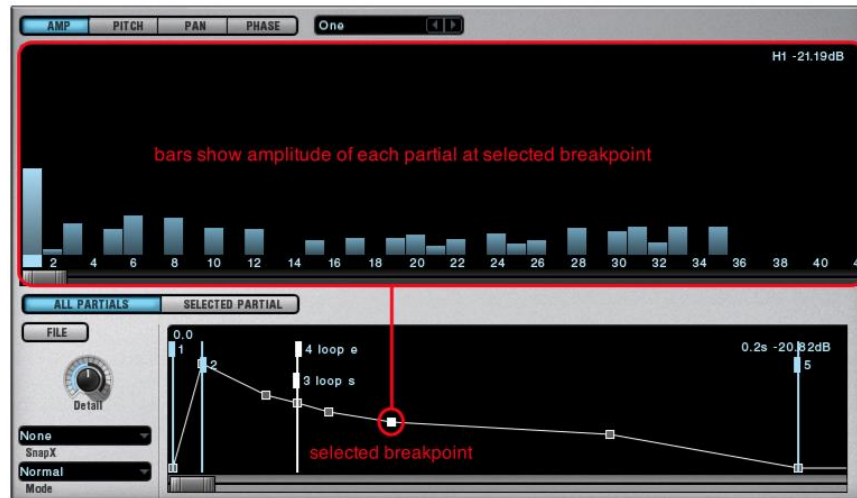 AMP PITCH PAN PHASE One
H1 -21.19dB
bars show amplitude of each partial at selected breakpoint
2 4 6 8 10 12 14 16 18 20 22 24 26 28 30 32 34 36 38 40 4
ALL PARTIALS SELECTED PARTIAL
FILE
0.0
1
4 loop e
0.2s -20.82dB
2
5
3 loop s
Detail
None
SnapX
selected breakpoint
Normal
Mode